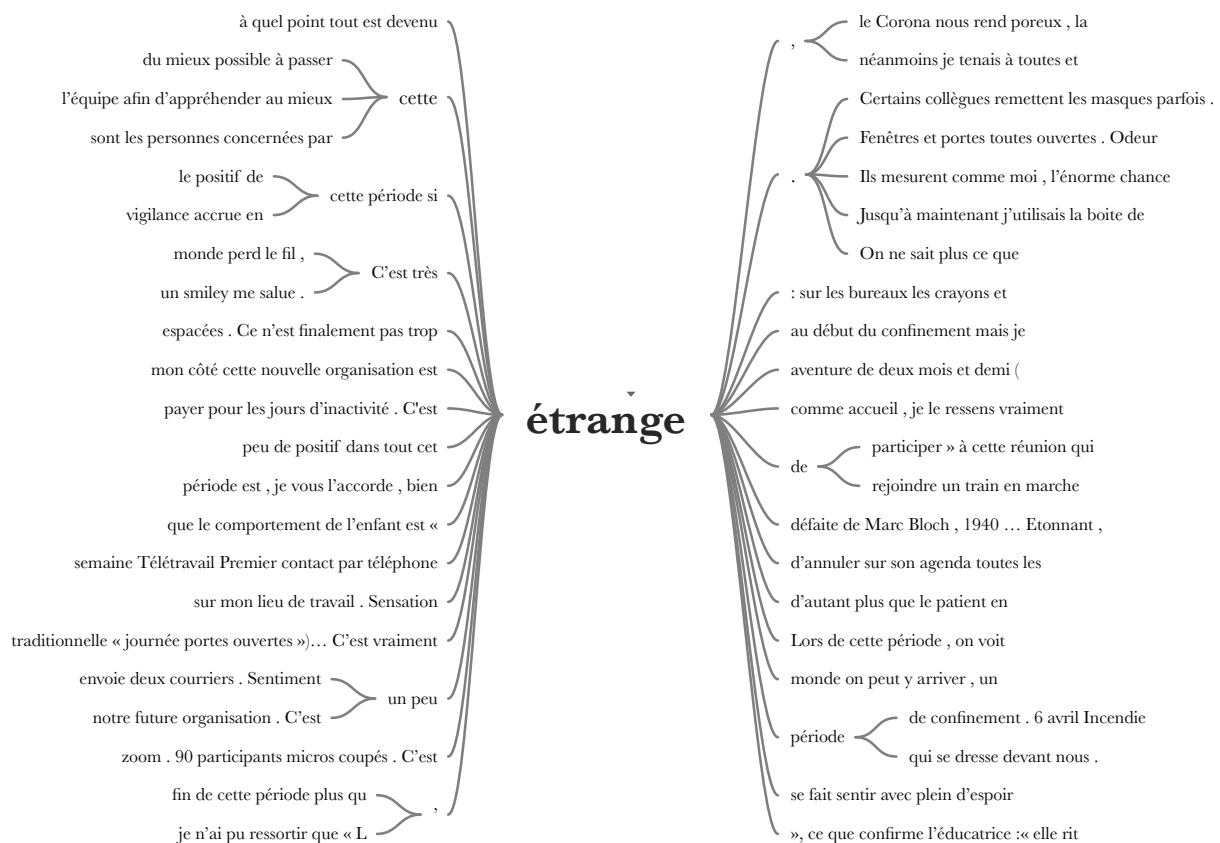 à quel point tout est devenu
du mieux possible à passer
l'équipe afin d'appréhender au mieux
cette
sont les personnes concernées par
le positif de
cette période si
vigilance accrue en
monde perd le fil ,
C'est très
un smiley me salue .
espacées . Ce n'est finalement pas trop
mon côté cette nouvelle organisation est
payer pour les jours d'inactivité . C'est
peu de positif dans tout cet
période est , je vous l'accorde , bien
que le comportement de l'enfant est «
semaine Télétravail Premier contact par téléphone
sur mon lieu de travail . Sensation
traditionnelle « journée portes ouvertes »)… C'est vraiment
envoie deux courriers . Sentiment
un peu
notre future organisation . C'est
zoom . 90 participants micros coupés . C'est
fin de cette période plus qu
’
je n'ai pu ressortir que « L
étrange
le Corona nous rend poreux , la
,
néanmoins je tenais à toutes et
Certains collègues remettent les masques parfois .
Fenêtres et portes toutes ouvertes . Odeur
.
Ils mesurent comme moi , l'énorme chance
Jusqu'à maintenant j'utilisais la boite de
On ne sait plus ce que
: sur les bureaux les crayons et
au début du confinement mais je
aventure de deux mois et demi (
comme accueil , je le ressens vraiment
participer » à cette réunion qui
de
rejoindre un train en marche
défaite de Marc Bloch , 1940 … Etonnant ,
d'annuler sur son agenda toutes les
d'autant plus que le patient en
Lors de cette période , on voit
monde on peut y arriver , un
de confinement . 6 avril Incendie
période
qui se dresse devant nous .
se fait sentir avec plein d'espoir
», ce que confirme l'éducatrice :« elle rit